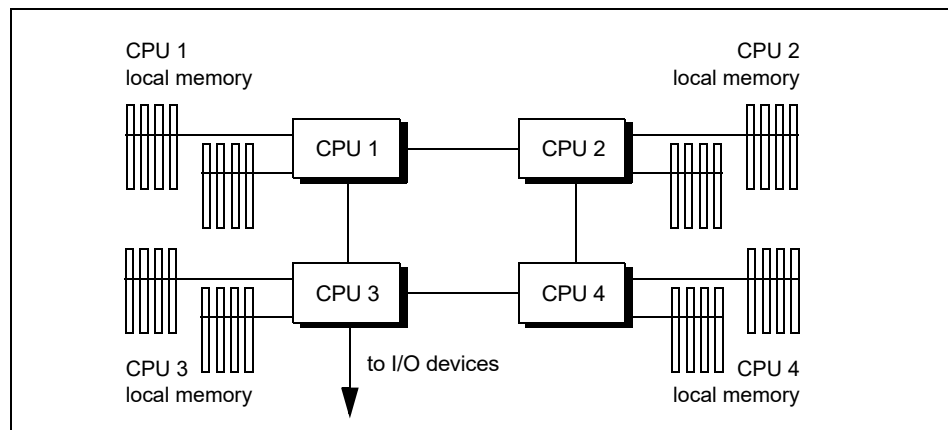 CPU 1
local memory
CPU 2
local memory
CPU 1
CPU 2
CPU 3
CPU 4
to I/O devices
CPU 3
local memory
CPU 4
local memory